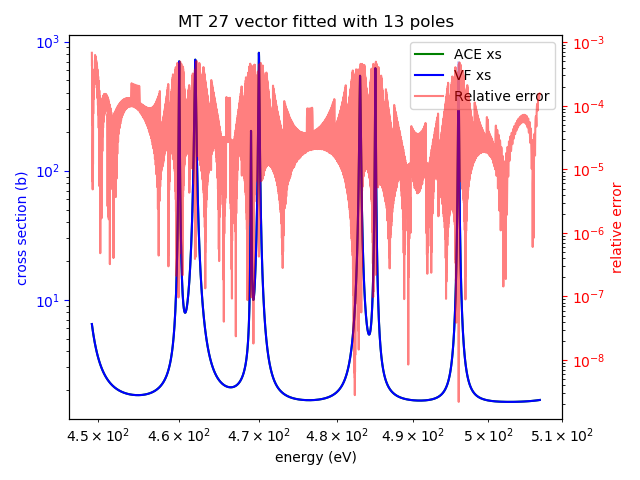 MT 27 vector fitted with 13 poles
ACE xs
VF xs
Relative error
cross section (b)
10³
10²
10¹
relative error
10⁻³
10⁻⁴
10⁻⁵
10⁻⁶
10⁻⁷
10⁻⁸
4.5 × 10² 4.6 × 10² 4.7 × 10² 4.8 × 10² 4.9 × 10² 5 × 10² 5.1 × 10²
energy (eV)